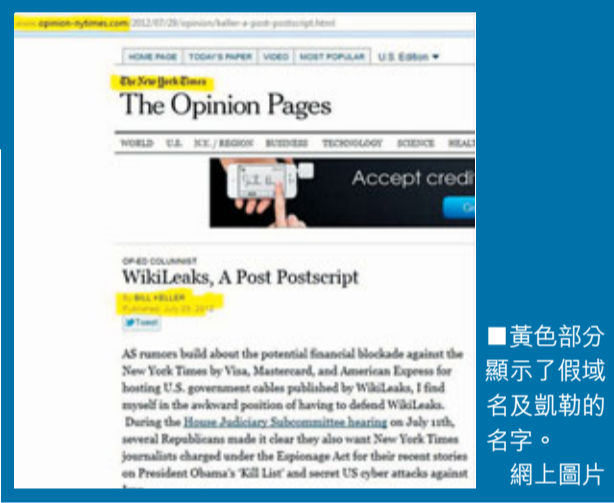 www.opinion-nytimes.com/2012/07/29/opinion/keller-a-post-postscript.html
HOME PAGE TODAY'S PAPER VIDEO MOST POPULAR U.S. Edition
The New York Times
The Opinion Pages
WORLD U.S. N.Y. / REGION BUSINESS TECHNOLOGY SCIENCE
Accept
OP-ED COLUMNIST
WikiLeaks, A Post Postscript
By BILL KELLER
Published: July 29, 2012
Tweet
AS rumors build about the potential financial blockade against the
New York Times by Visa, Mastercard, and American Express for
hosting U.S. government cables published by WikiLeaks, I find
myself in the awkward position of having to defend WikiLeaks.
During the House Judiciary Subcommittee hearing on July 11th,
several Republicans made it clear they also want New York Times
journalists charged under the Espionage Act for their recent stories
on President Obama's 'Kill List' and secret US cyber attacks against
■黃色部分
顯示了假域
名及凱勒的
名字。
網上圖片